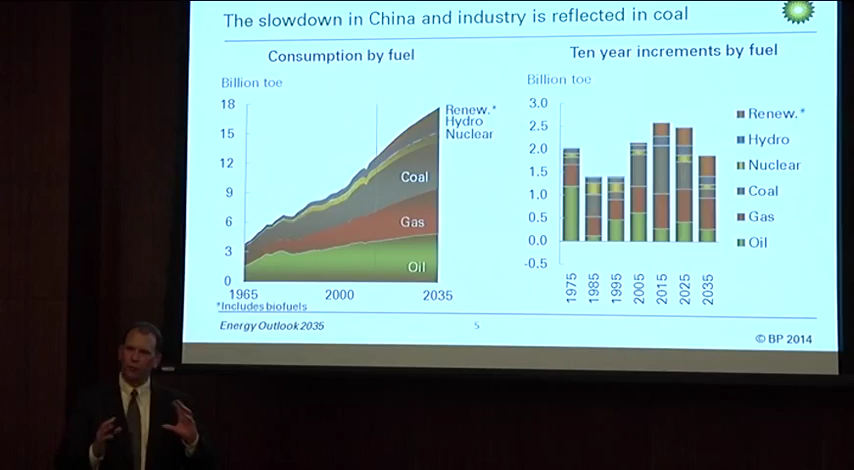 The slowdown in China and industry is reflected in coal
Consumption by fuel
Billion toe
18
15
12
9
6
3
0
1965
2000
2035
Renew.*
Hydro
Nuclear
Coal
Gas
Oil
*Includes biofuels
Ten year increments by fuel
Billion toe
3.0
2.5
2.0
1.5
1.0
0.5
0.0
-0.5
1975
1985
1995
2005
2015
2025
2035
Renew.*
Hydro
Nuclear
Coal
Gas
Oil
Energy Outlook 2035
5
© BP 2014